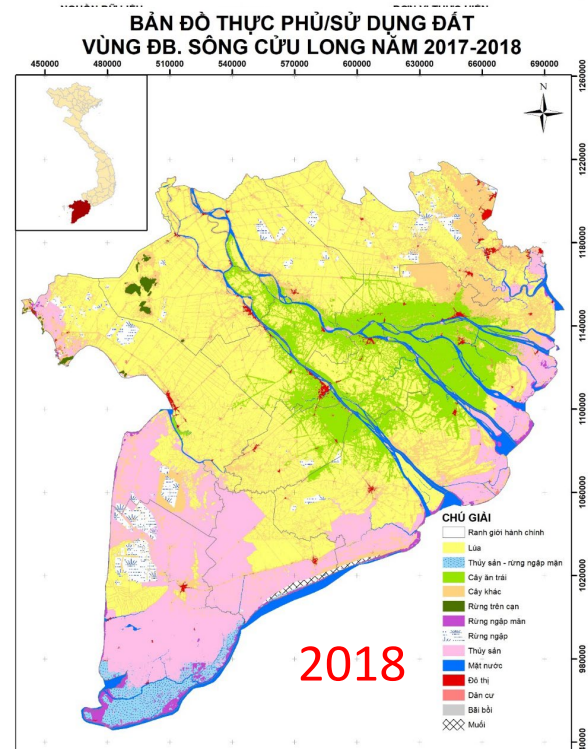 BẢN ĐỒ THỰC PHỦ/SỬ DỤNG ĐẤT
VÙNG ĐB. SÔNG CỬU LONG NĂM 2017-2018
450000 480000 510000 540000 570000 600000 630000 660000 690000
1260000
N
1220000
1180000
1140000
1100000
1060000
1020000
980000
CHÚ GIẢI
Ranh giới hành chính
Lúa
Thủy sản - rừng ngập mặn
Cây ăn trái
Cây khác
Rừng trên cạn
Rừng ngập mặn
Rừng ngập
Thủy sản
Mặt nước
Đô thị
Dân cư
Bãi bồi
Muối
2018